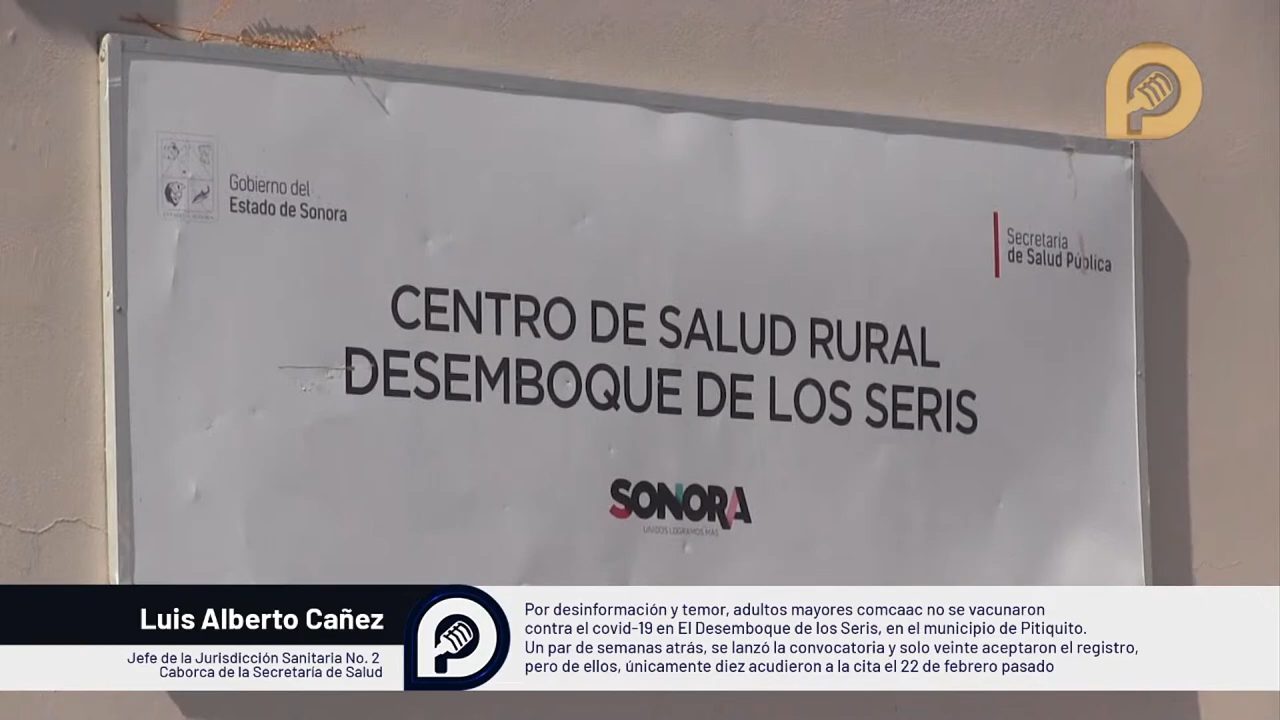 Gobierno del
Estado de Sonora
Secretaría
de Salud Pública
CENTRO DE SALUD RURAL
DESEMBOQUE DE LOS SERIS
SONORA
UNIDOS LOGRAMOS MÁS
Luis Alberto Cañez
Jefe de la Jurisdicción Sanitaria No. 2
Caborca de la Secretaría de Salud
Por desinformación y temor, adultos mayores comcaac no se vacunaron
contra el covid-19 en El Desemboque de los Seris, en el municipio de Pitiquito.
Un par de semanas atrás, se lanzó la convocatoria y solo veinte aceptaron el registro,
pero de ellos, únicamente diez acudieron a la cita el 22 de febrero pasado